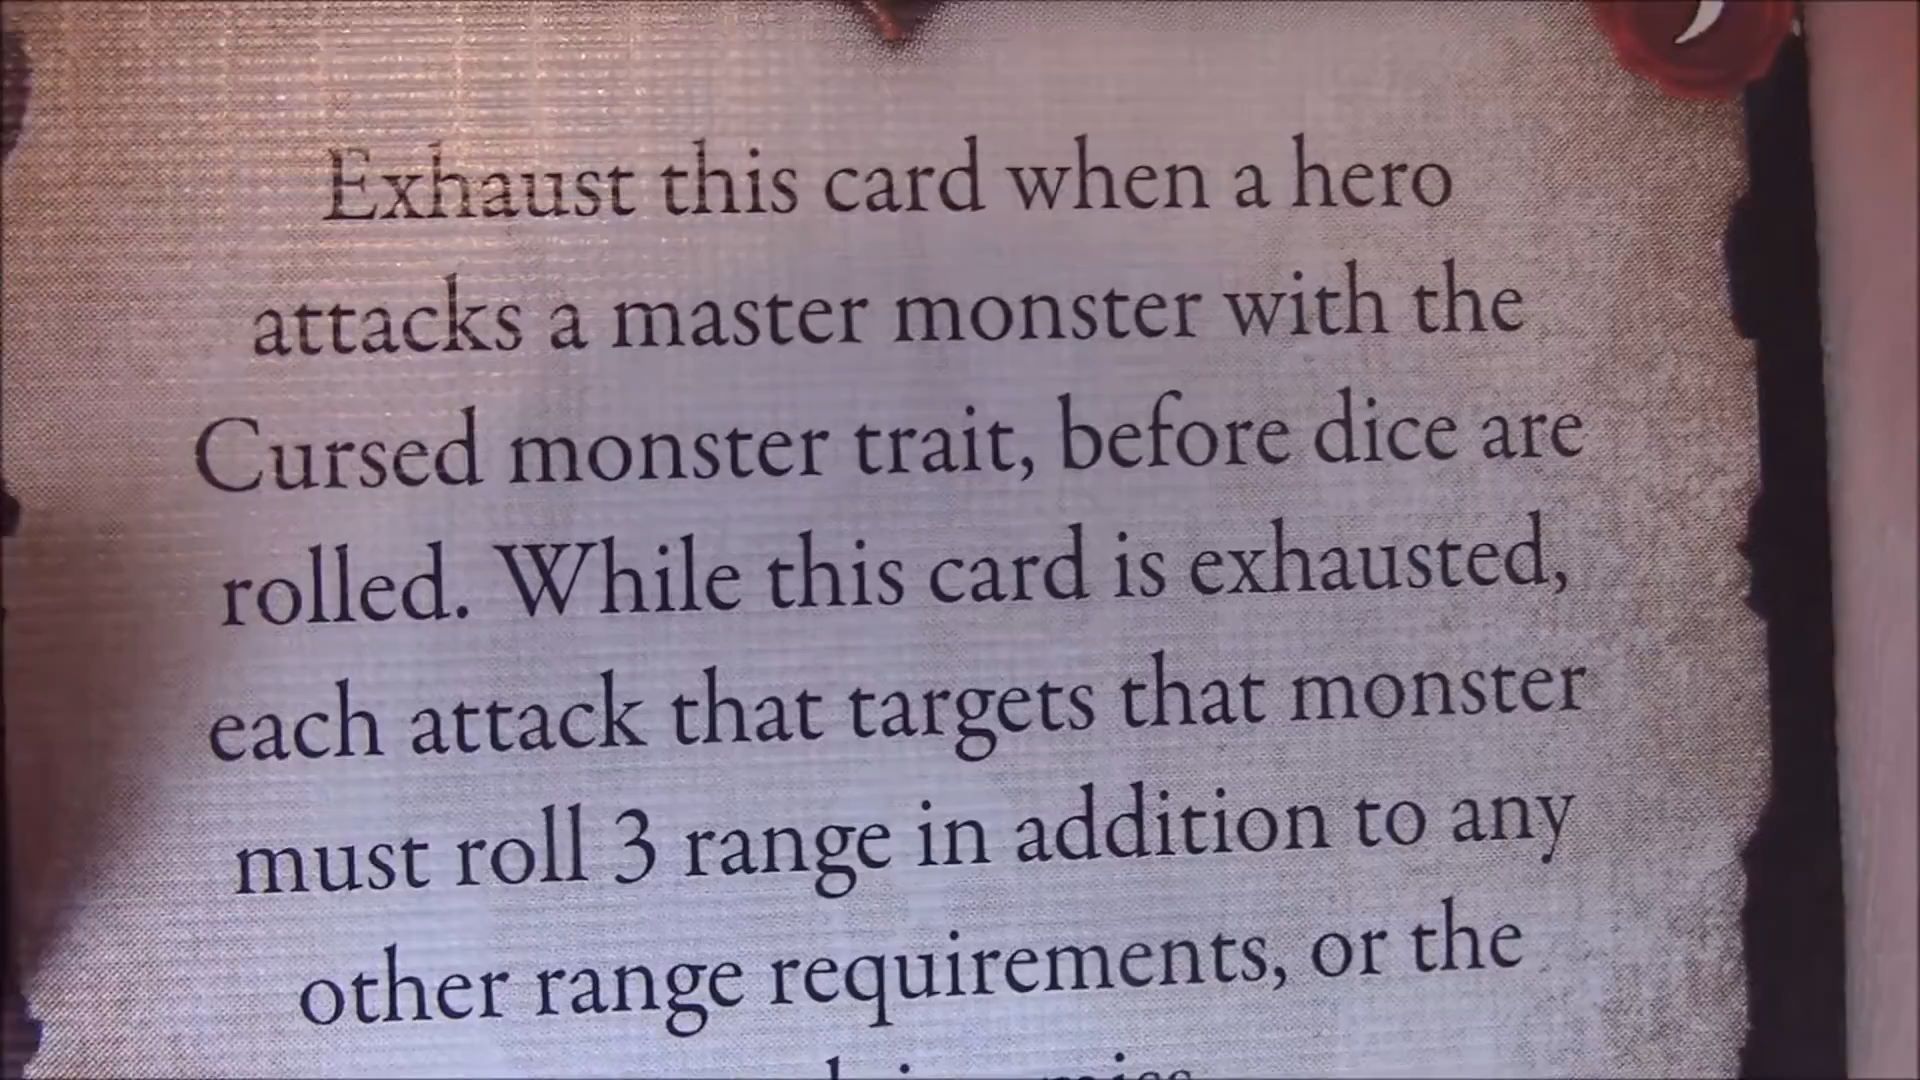 Exhaust this card when a hero
attacks a master monster with the
Cursed monster trait, before dice are
rolled. While this card is exhausted,
each attack that targets that monster
must roll 3 range in addition to any
other range requirements, or the